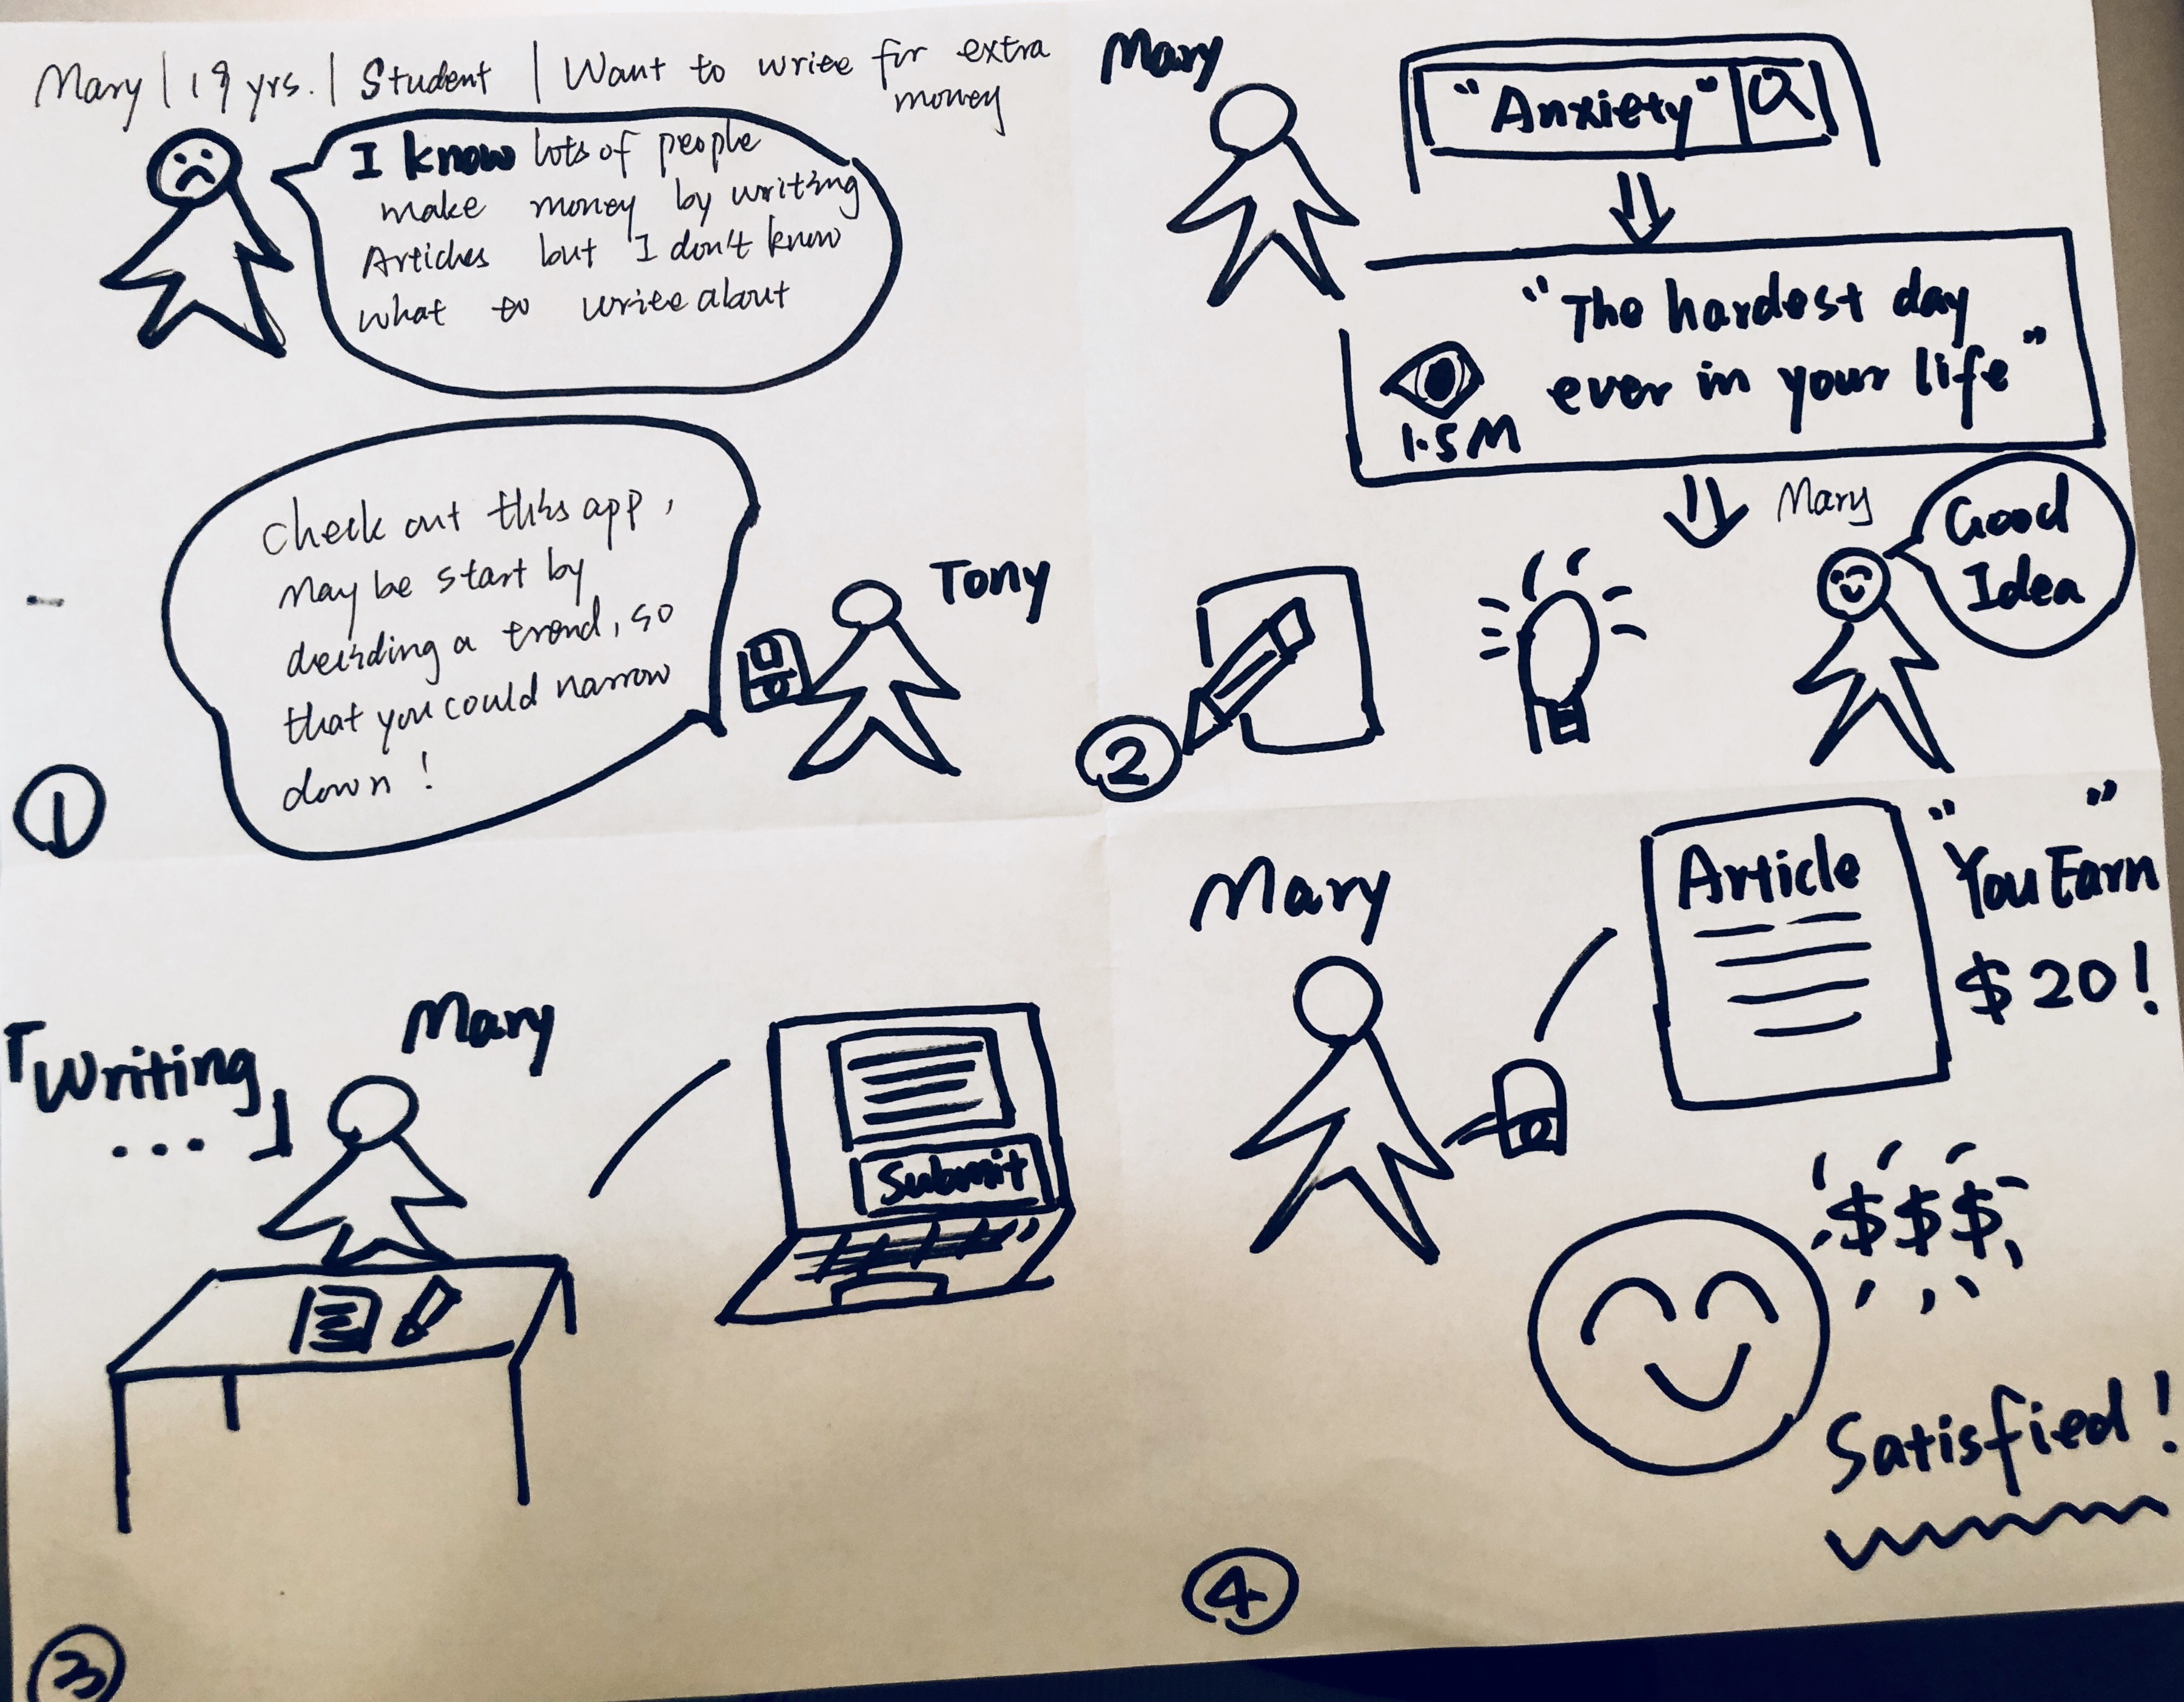 Mary | 19 yrs. | Student | Want to write for extra
money
I know lots of people
make money by writing
Articles but I don't know
what to write about
check out this app,
may be start by
deciding a trend, so
that you could narrow
down!
Tony
1
Mary
"Anxiety"
"The hardest day
ever in your life"
1.5M
Mary
Good
Idea
2
「Writing
...」
Mary
Submit
3
Mary
Article
"You Earn"
$20!
$$$
Satisfied!
4